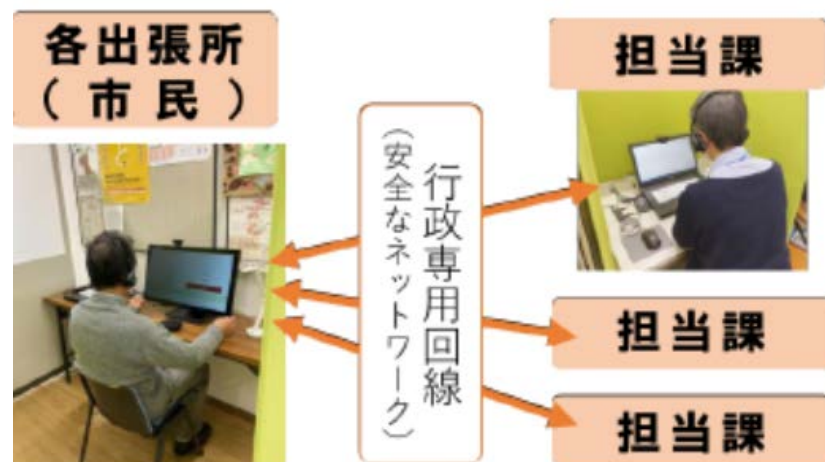 各出張所
（市民）
担当課
行政専用回線
（安全なネットワーク）
担当課
担当課